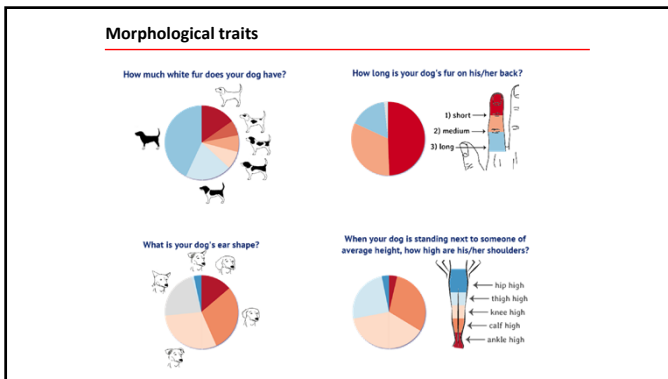 Morphological traits
How much white fur does your dog have?
How long is your dog's fur on his/her back?
1) short
2) medium
3) long
What is your dog's ear shape?
When your dog is standing next to someone of
average height, how high are his/her shoulders?
hip high
thigh high
knee high
calf high
ankle high